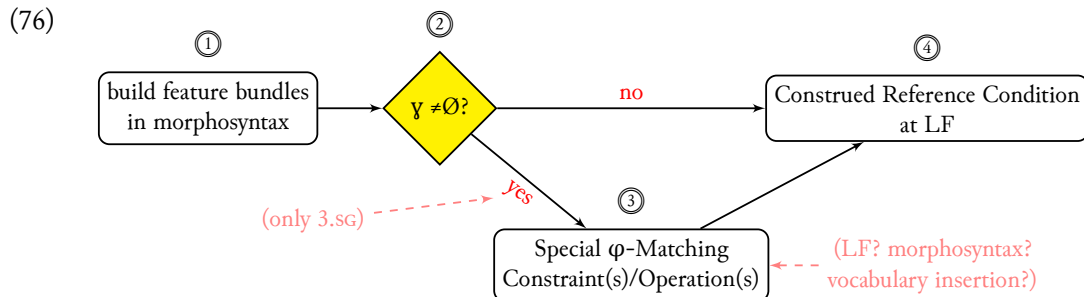 (76)
①
②
④
build feature bundles
in morphosyntax
ɣ ≠Ø?
no
Construed Reference Condition
at LF
yes
(only 3.SG)
③
Special φ-Matching
Constraint(s)/Operation(s)
(LF? morphosyntax?
vocabulary insertion?)